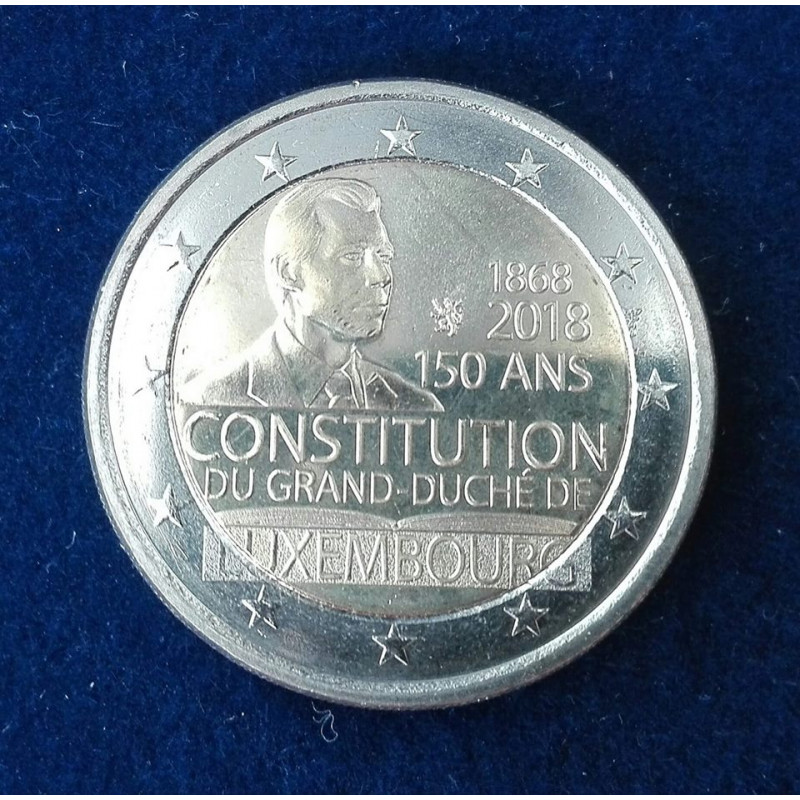 1868
2018
150 ANS
CONSTITUTION
DU GRAND-DUCHÉ DE
LUXEMBOURG